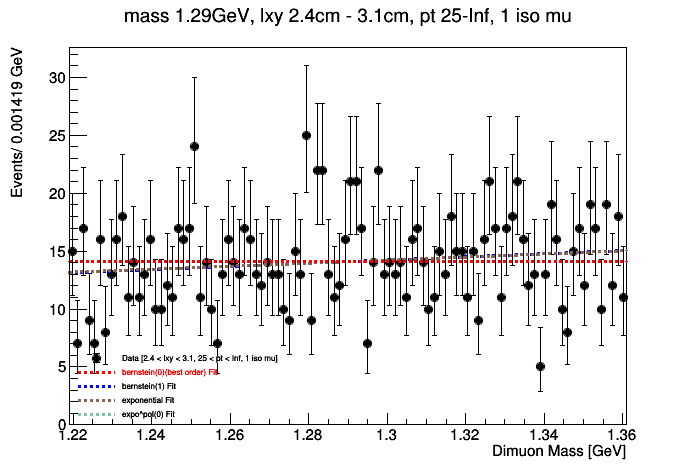 mass 1.29GeV, lxy 2.4cm - 3.1cm, pt 25-Inf, 1 iso mu
Events/ 0.001419 GeV
30
25
20
15
10
5
0
Data [2.4 < lxy < 3.1, 25 < pt < Inf, 1 iso mu]
bernstein(0)(best order) Fit
bernstein(1) Fit
exponential Fit
expo*pol(0) Fit
1.22 1.24 1.26 1.28 1.3 1.32 1.34 1.36
Dimuon Mass [GeV]